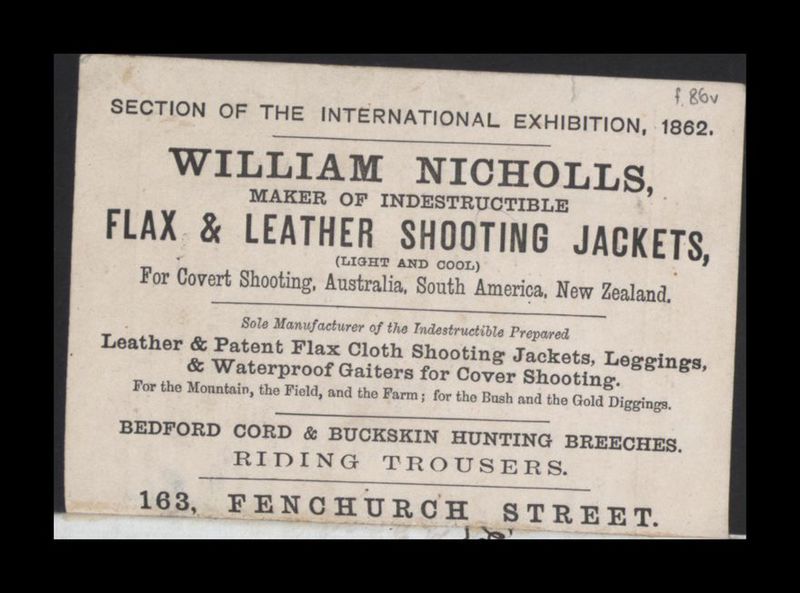 f. 86v
SECTION OF THE INTERNATIONAL EXHIBITION, 1862.
WILLIAM NICHOLLS,
MAKER OF INDESTRUCTIBLE
FLAX & LEATHER SHOOTING JACKETS,
(LIGHT AND COOL)
For Covert Shooting, Australia, South America, New Zealand.
Sole Manufacturer of the Indestructible Prepared
Leather & Patent Flax Cloth Shooting Jackets, Leggings,
& Waterproof Gaiters for Cover Shooting.
For the Mountain, the Field, and the Farm; for the Bush and the Gold Diggings.
BEDFORD CORD & BUCKSKIN HUNTING BREECHES.
RIDING TROUSERS.
163, FENCHURCH STREET.